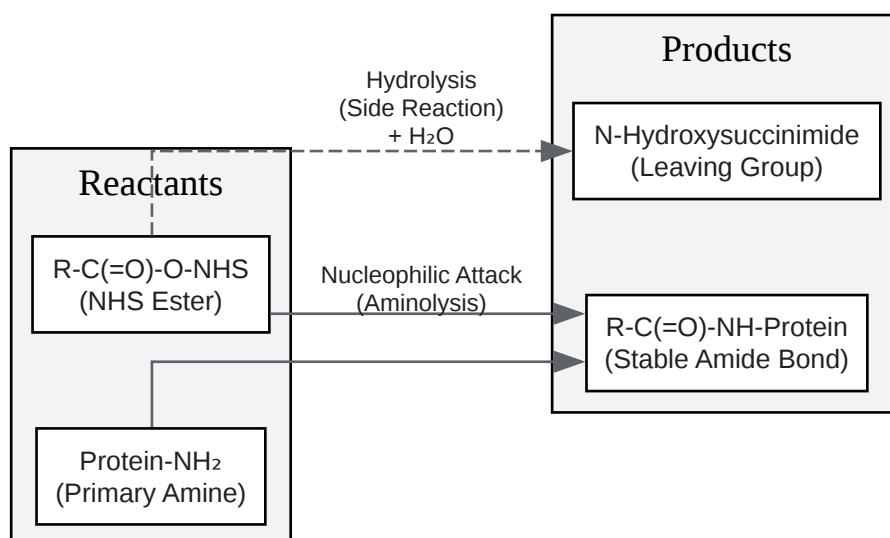 Products
Hydrolysis
(Side Reaction)
+ H₂O
N-Hydroxysuccinimide
(Leaving Group)
Reactants
R-C(=O)-O-NHS
(NHS Ester)
Nucleophilic Attack
(Aminolysis)
R-C(=O)-NH-Protein
(Stable Amide Bond)
Protein-NH₂
(Primary Amine)